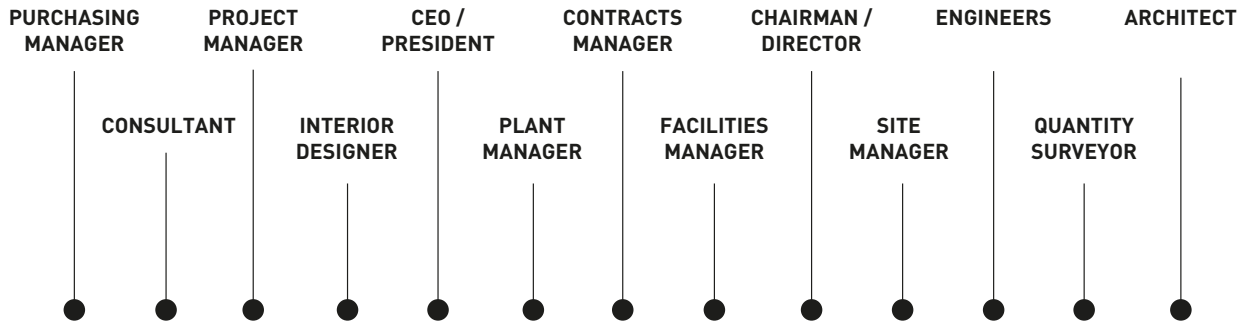 PURCHASING
MANAGER
PROJECT
MANAGER
CEO /
PRESIDENT
CONTRACTS
MANAGER
CHAIRMAN /
DIRECTOR
ENGINEERS
ARCHITECT
CONSULTANT
INTERIOR
DESIGNER
PLANT
MANAGER
FACILITIES
MANAGER
SITE
MANAGER
QUANTITY
SURVEYOR